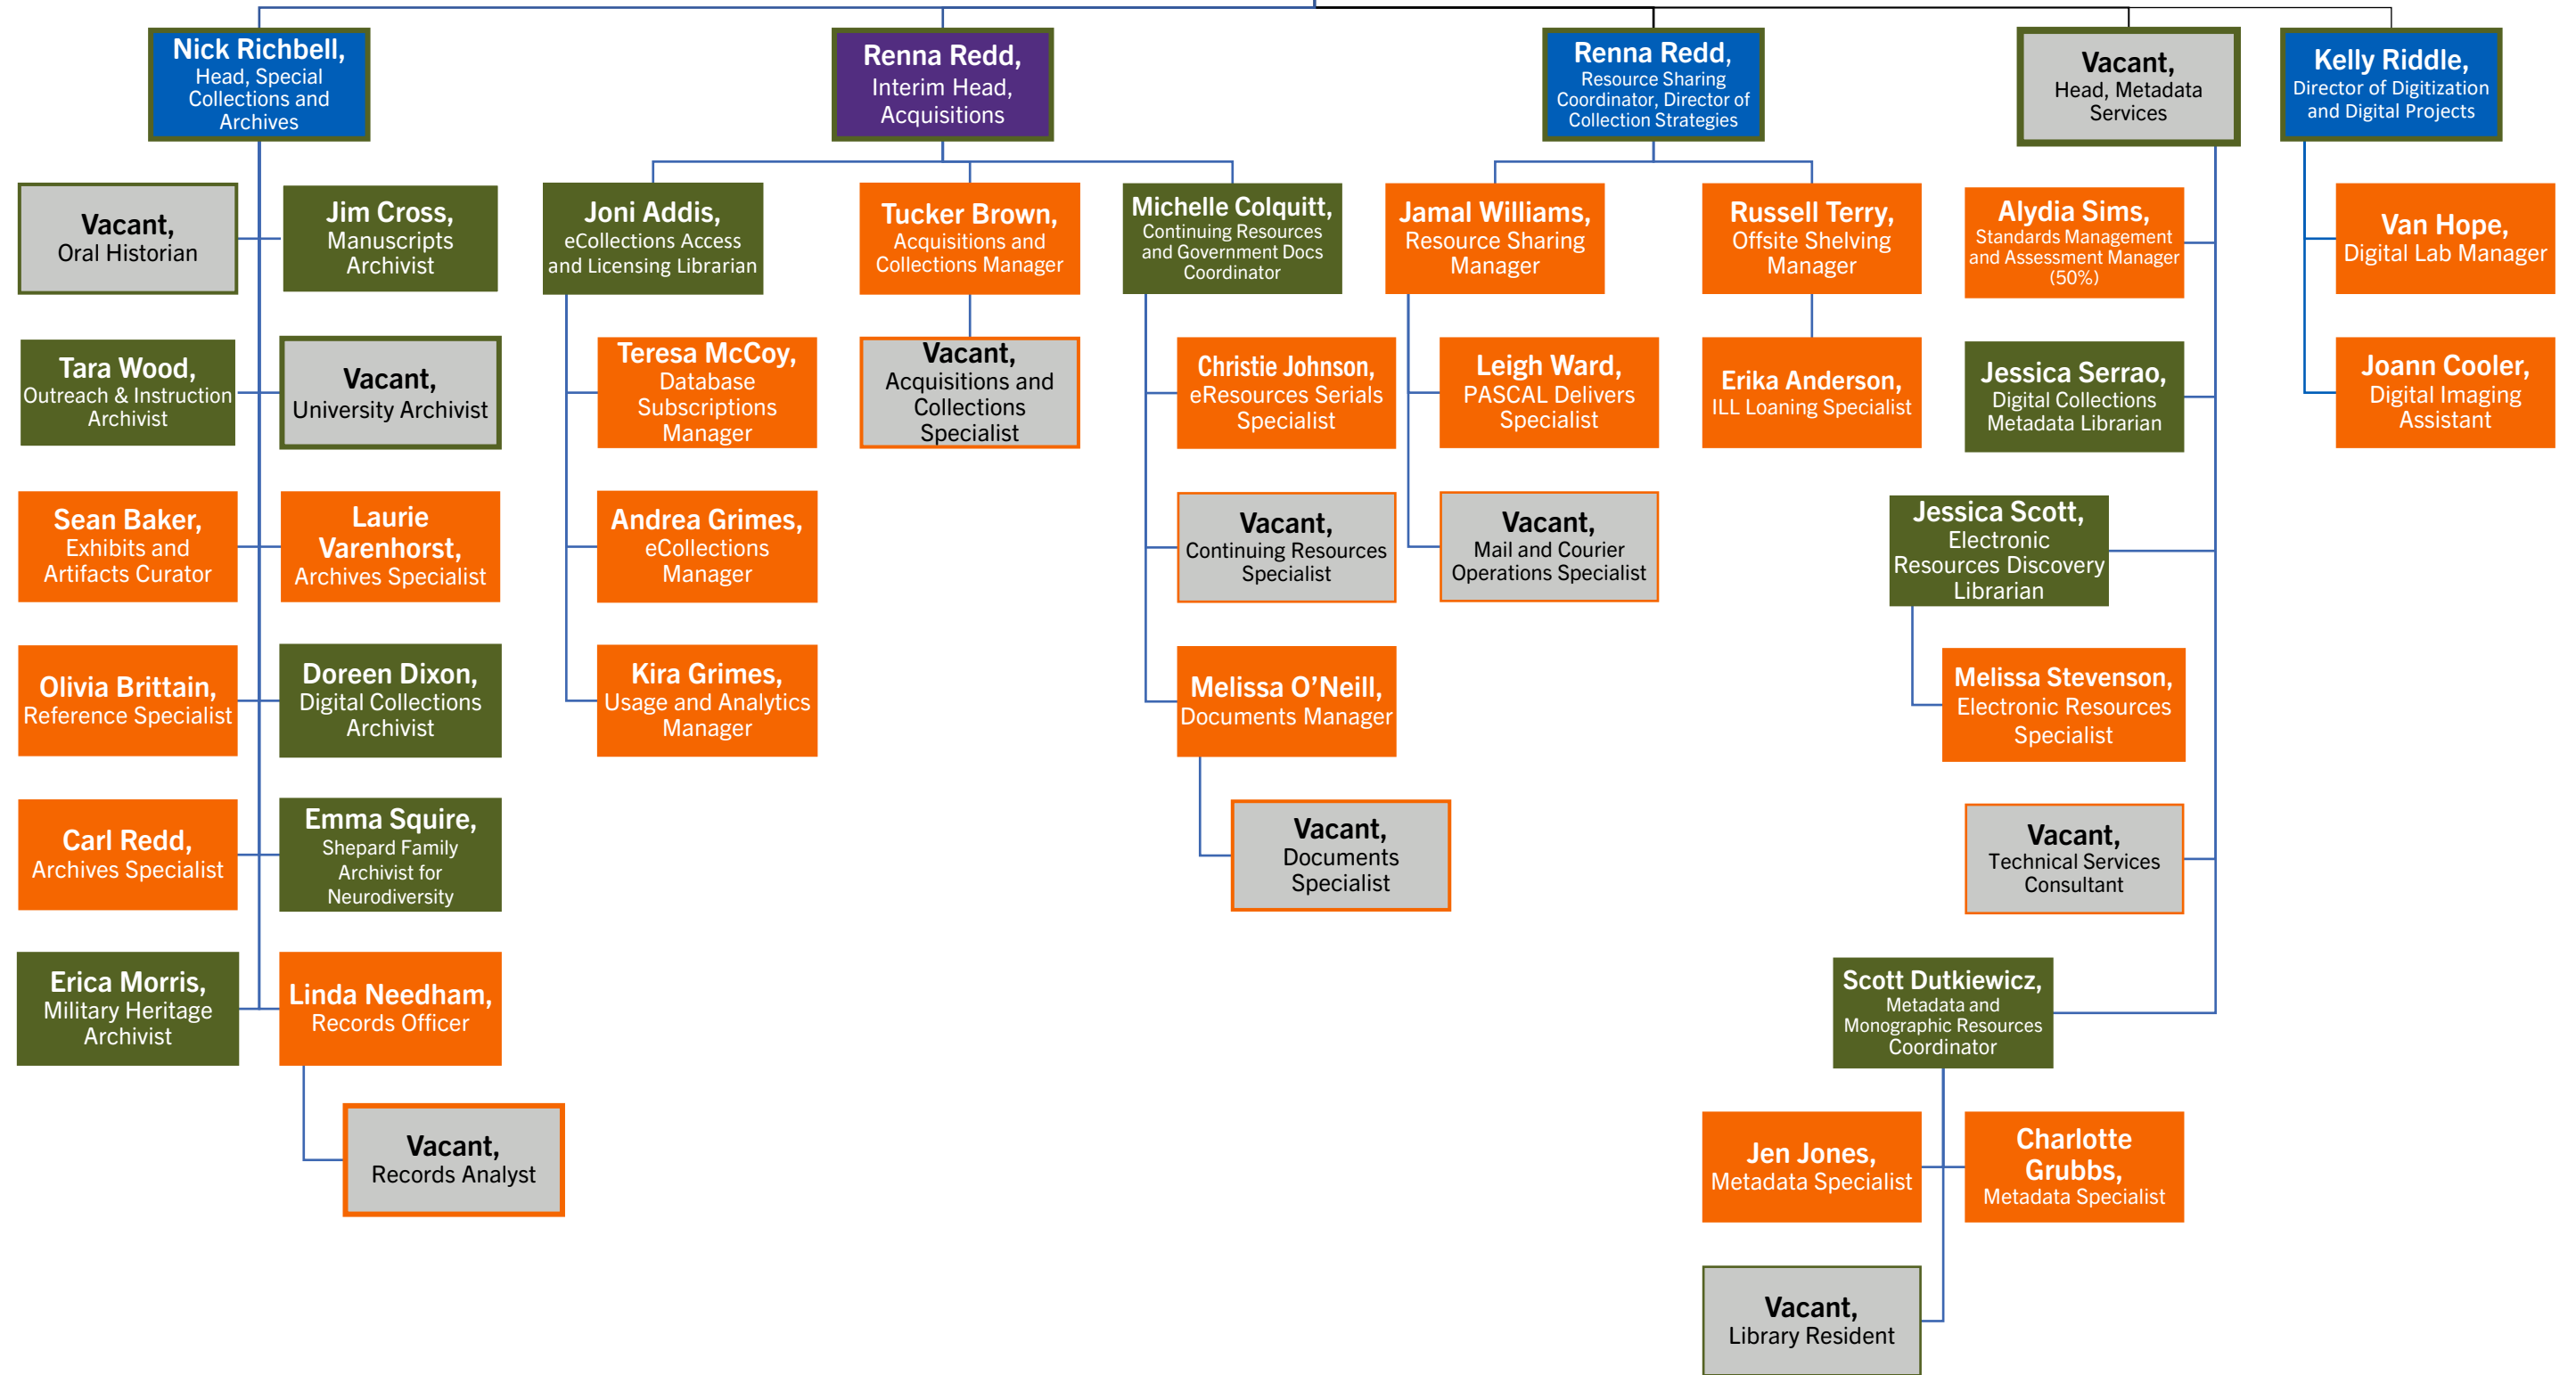 Nick Richbell,
Head, Special
Collections and
Archives
Renna Redd,
Interim Head,
Acquisitions
Renna Redd,
Resource Sharing
Coordinator, Director of
Collection Strategies
Vacant,
Head, Metadata
Services
Kelly Riddle,
Director of Digitization
and Digital Projects
Vacant,
Oral Historian
Jim Cross,
Manuscripts
Archivist
Joni Addis,
eCollections Access
and Licensing Librarian
Tucker Brown,
Acquisitions and
Collections Manager
Michelle Colquitt,
Continuing Resources
and Government Docs
Coordinator
Jamal Williams,
Resource Sharing
Manager
Russell Terry,
Offsite Shelving
Manager
Alydia Sims,
Standards Management
and Assessment Manager
(50%)
Van Hope,
Digital Lab Manager
Tara Wood,
Outreach & Instruction
Archivist
Vacant,
University Archivist
Teresa McCoy,
Database
Subscriptions
Manager
Vacant,
Acquisitions and
Collections
Specialist
Christie Johnson,
eResources Serials
Specialist
Leigh Ward,
PASCAL Delivers
Specialist
Erika Anderson,
ILL Loaning Specialist
Jessica Serrao,
Digital Collections
Metadata Librarian
Joann Cooler,
Digital Imaging
Assistant
Sean Baker,
Exhibits and
Artifacts Curator
Laurie
Varenhorst,
Archives Specialist
Andrea Grimes,
eCollections
Manager
Vacant,
Continuing Resources
Specialist
Vacant,
Mail and Courier
Operations Specialist
Jessica Scott,
Electronic
Resources Discovery
Librarian
Olivia Brittain,
Reference Specialist
Doreen Dixon,
Digital Collections
Archivist
Kira Grimes,
Usage and Analytics
Manager
Melissa O’Neill,
Documents Manager
Melissa Stevenson,
Electronic Resources
Specialist
Carl Redd,
Archives Specialist
Emma Squire,
Shepard Family
Archivist for
Neurodiversity
Vacant,
Documents
Specialist
Vacant,
Technical Services
Consultant
Erica Morris,
Military Heritage
Archivist
Linda Needham,
Records Officer
Scott Dutkiewicz,
Metadata and
Monographic Resources
Coordinator
Vacant,
Records Analyst
Jen Jones,
Metadata Specialist
Charlotte
Grubbs,
Metadata Specialist
Vacant,
Library Resident